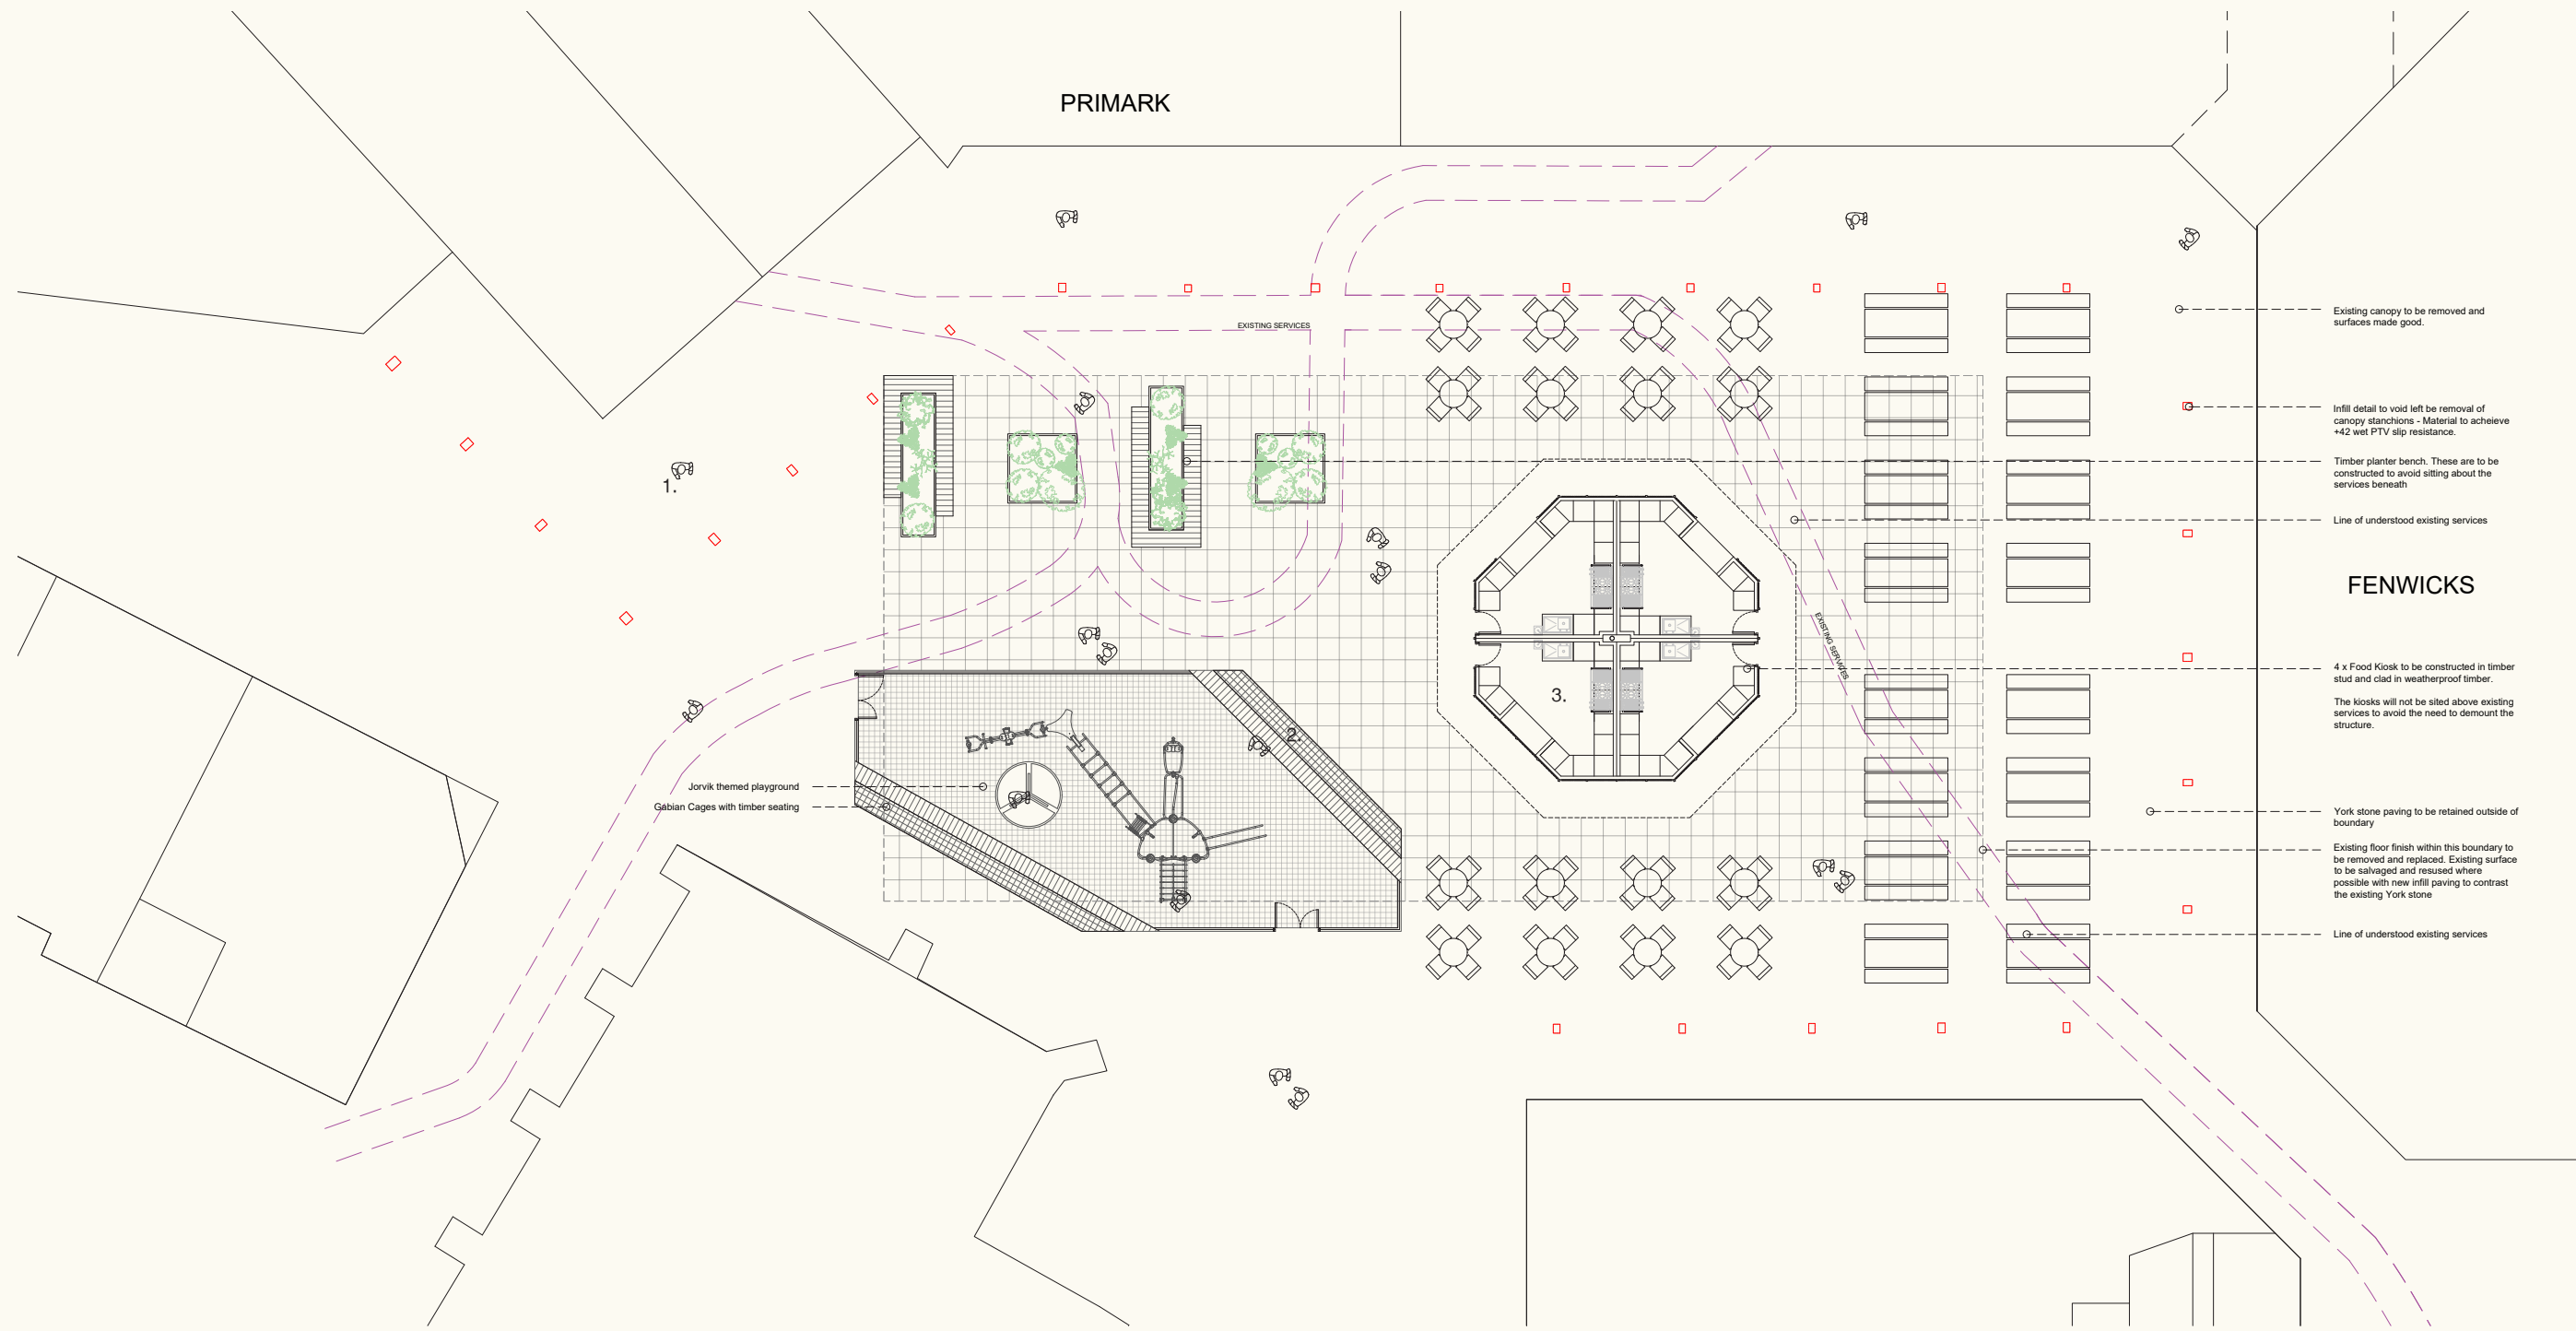 PRIMARK
Existing canopy to be removed and
surfaces made good.
EXISTING SERVICES
Infill detail to void left be removal of
canopy stanchions - Material to acheieve
+42 wet PTV slip resistance.
Timber planter bench. These are to be
constructed to avoid sitting about the
services beneath
1.
Line of understood existing services
FENWICKS
EXISTING SERVICES
4 x Food Kiosk to be constructed in timber
stud and clad in weatherproof timber.
The kiosks will not be sited above existing
services to avoid the need to demount the
structure.
3.
2.
Jorvik themed playground
Gabian Cages with timber seating
York stone paving to be retained outside of
boundary
Existing floor finish within this boundary to
be removed and replaced. Existing surface
to be salvaged and resused where
possible with new infill paving to contrast
the existing York stone
Line of understood existing services